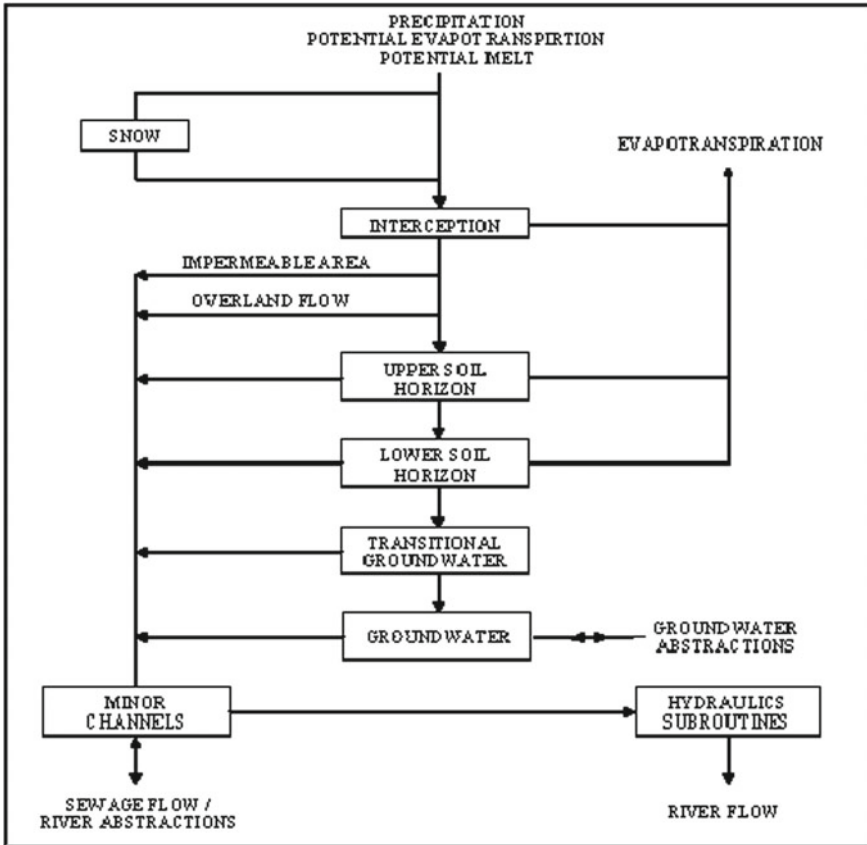 PRECIPITATION
POTENTIAL EVAPOT RANSPIRTION
POTENTIAL MELT
SNOW
EVAPOTRANSPIRATION
INTERCEPTION
IMPERMEABLE AREA
OVERLAND FLOW
UPPER SOIL
HORIZON
LOWER SOIL
HORIZON
TRANSITIONAL
GROUNDWATER
GROUNDWATER
GROUNDWATER
ABSTRACTIONS
MINOR
CHANNELS
HYDRAULICS
SUBROUTINES
SEWAGE FLOW /
RIVER ABSTRACTIONS
RIVER FLOW